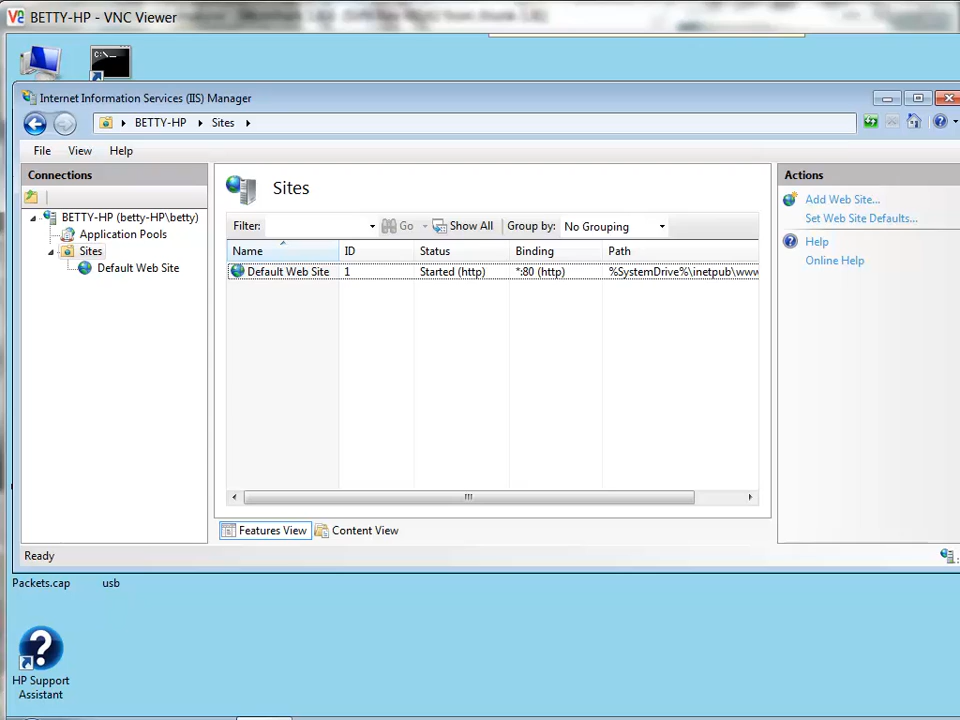 BETTY-HP - VNC Viewer
C:\_
Internet Information Services (IIS) Manager
BETTY-HP Sites
File View Help
Connections
BETTY-HP (betty-HP\betty)
Application Pools
Sites
Default Web Site
Sites
Filter: Go Show All Group by: No Grouping
Name ID Status Binding Path
Default Web Site 1 Started (http) *:80 (http) %SystemDrive%\inetpub\www
Features View Content View
Actions
Add Web Site...
Set Web Site Defaults...
Help
Online Help
Ready
Packets.cap usb
HP Support
Assistant